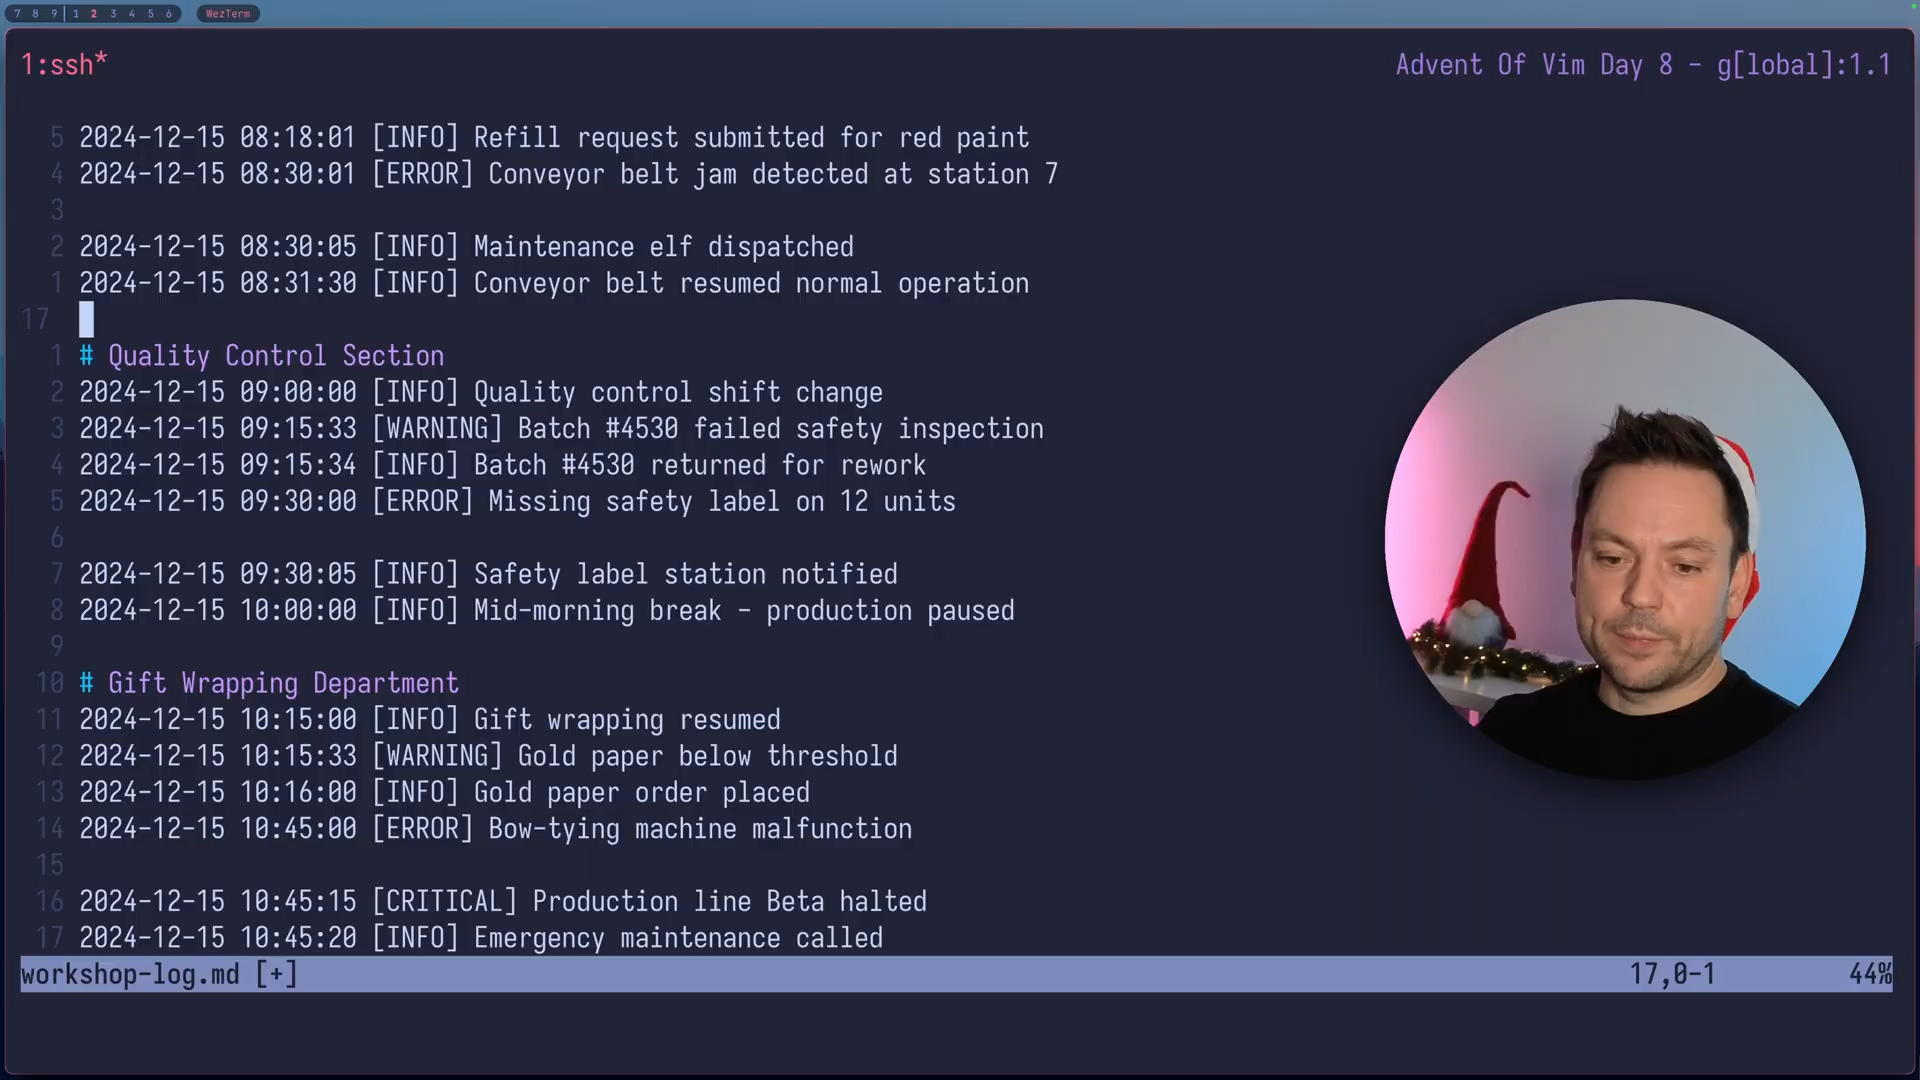 7 8 9 | 1 2 3 4 5 6 WezTerm
1:ssh* Advent Of Vim Day 8 - g[lobal]:1.1
5 2024-12-15 08:18:01 [INFO] Refill request submitted for red paint
4 2024-12-15 08:30:01 [ERROR] Conveyor belt jam detected at station 7
3
2 2024-12-15 08:30:05 [INFO] Maintenance elf dispatched
1 2024-12-15 08:31:30 [INFO] Conveyor belt resumed normal operation
17
1 # Quality Control Section
2 2024-12-15 09:00:00 [INFO] Quality control shift change
3 2024-12-15 09:15:33 [WARNING] Batch #4530 failed safety inspection
4 2024-12-15 09:15:34 [INFO] Batch #4530 returned for rework
5 2024-12-15 09:30:00 [ERROR] Missing safety label on 12 units
6
7 2024-12-15 09:30:05 [INFO] Safety label station notified
8 2024-12-15 10:00:00 [INFO] Mid-morning break - production paused
9
10 # Gift Wrapping Department
11 2024-12-15 10:15:00 [INFO] Gift wrapping resumed
12 2024-12-15 10:15:33 [WARNING] Gold paper below threshold
13 2024-12-15 10:16:00 [INFO] Gold paper order placed
14 2024-12-15 10:45:00 [ERROR] Bow-tying machine malfunction
15
16 2024-12-15 10:45:15 [CRITICAL] Production line Beta halted
17 2024-12-15 10:45:20 [INFO] Emergency maintenance called
workshop-log.md [+] 17,0-1 44%